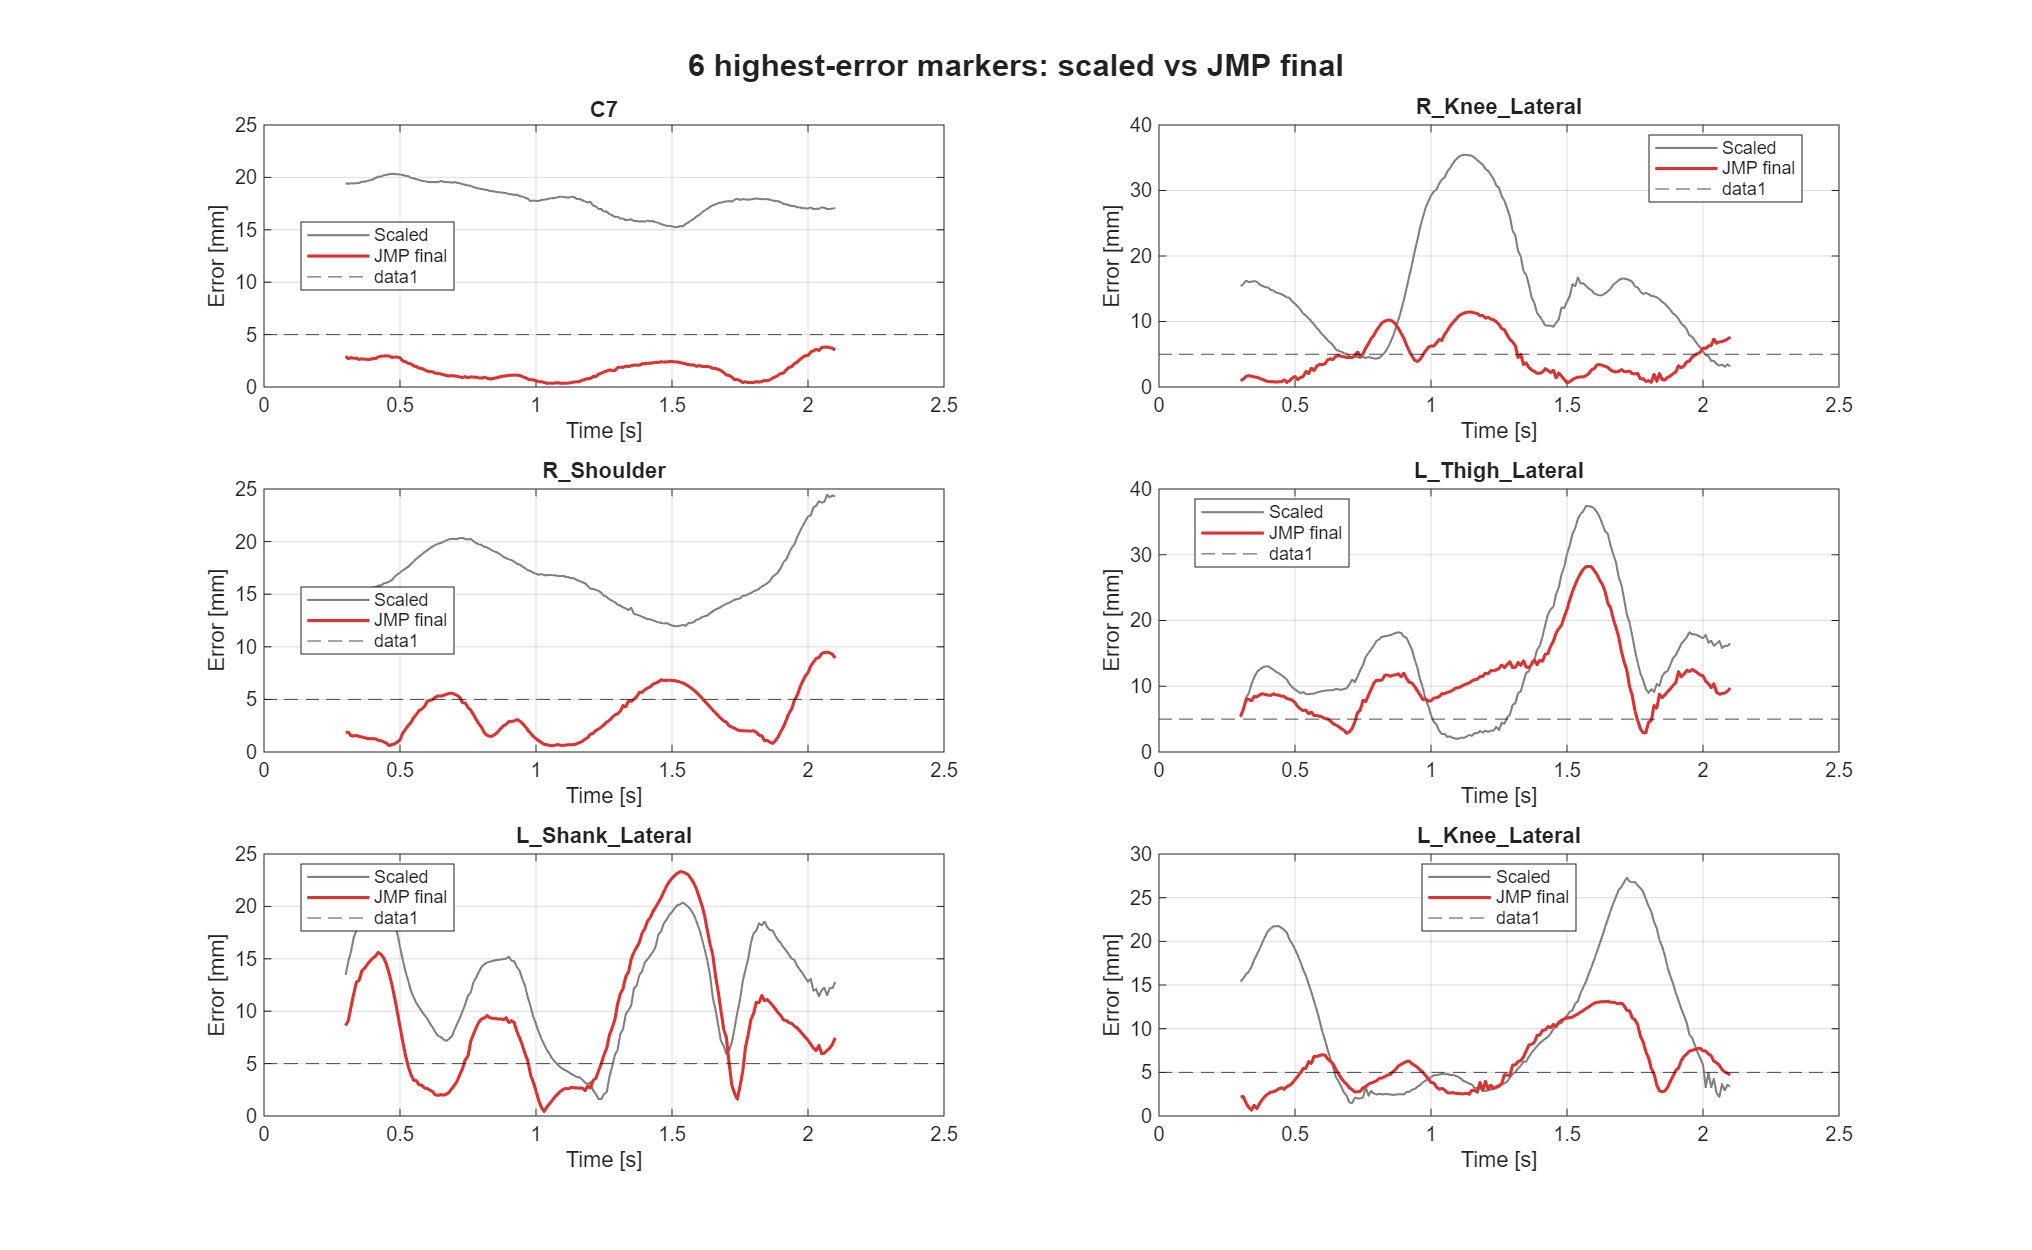 6 highest-error markers: scaled vs JMP final
C7
25
20
15
10
5
0
Error [mm]
Scaled
JMP final
data1
0 0.5 1 1.5 2 2.5
Time [s]
R_Knee_Lateral
40
30
20
10
0
Error [mm]
Scaled
JMP final
data1
0 0.5 1 1.5 2 2.5
Time [s]
R_Shoulder
25
20
15
10
5
0
Error [mm]
Scaled
JMP final
data1
0 0.5 1 1.5 2 2.5
Time [s]
L_Thigh_Lateral
40
30
20
10
0
Error [mm]
Scaled
JMP final
data1
0 0.5 1 1.5 2 2.5
Time [s]
L_Shank_Lateral
25
20
15
10
5
0
Error [mm]
Scaled
JMP final
data1
0 0.5 1 1.5 2 2.5
Time [s]
L_Knee_Lateral
30
25
20
15
10
5
0
Error [mm]
Scaled
JMP final
data1
0 0.5 1 1.5 2 2.5
Time [s]